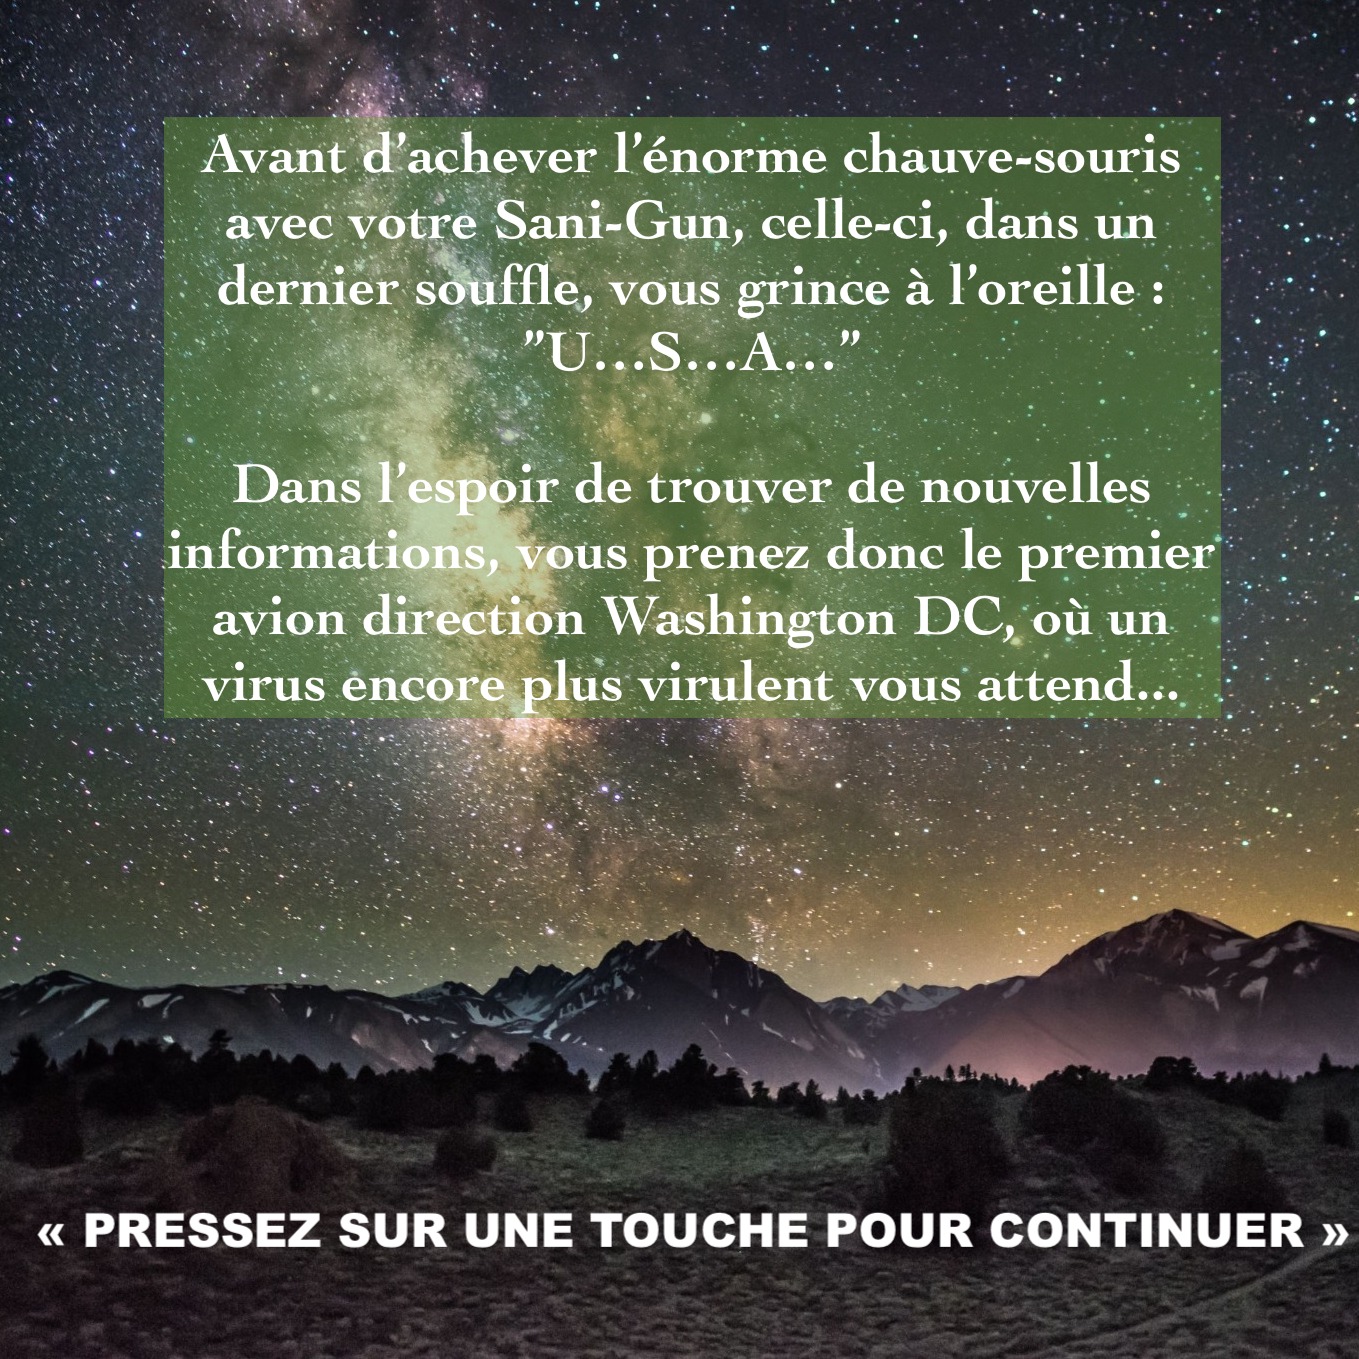 Avant d’achever l’énorme chauve-souris
avec votre Sani-Gun, celle-ci, dans un
dernier souffle, vous grince à l’oreille :
”U...S...A...”
Dans l’espoir de trouver de nouvelles
informations, vous prenez donc le premier
avion direction Washington DC, où un
virus encore plus virulent vous attend...
« PRESSEZ SUR UNE TOUCHE POUR CONTINUER »